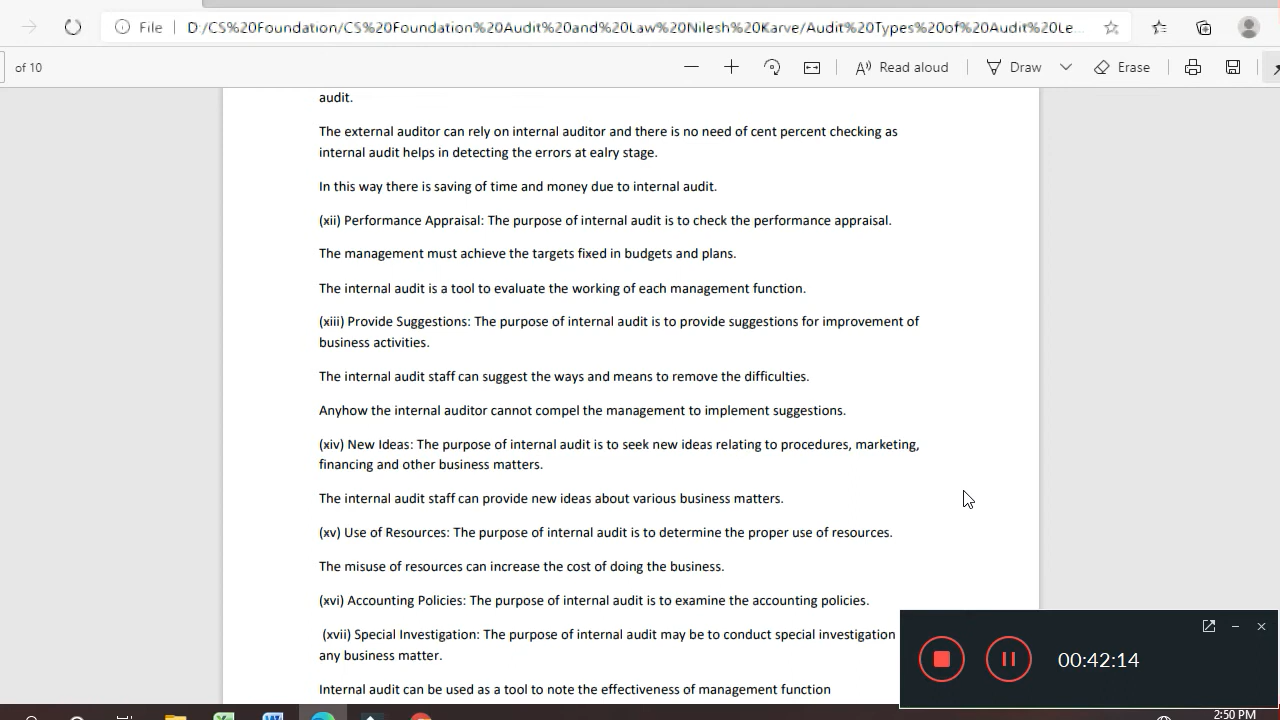 File
D:/CS%20Foundation/CS%20Foundation%20Audit%20and%20Law%20Nilesh%20Karve/Audit%20Types%20of%20Audit%20Le...
of 10
Read aloud
Draw
Erase
audit.
The external auditor can rely on internal auditor and there is no need of cent percent checking as
internal audit helps in detecting the errors at ealry stage.
In this way there is saving of time and money due to internal audit.
(xii) Performance Appraisal: The purpose of internal audit is to check the performance appraisal.
The management must achieve the targets fixed in budgets and plans.
The internal audit is a tool to evaluate the working of each management function.
(xiii) Provide Suggestions: The purpose of internal audit is to provide suggestions for improvement of
business activities.
The internal audit staff can suggest the ways and means to remove the difficulties.
Anyhow the internal auditor cannot compel the management to implement suggestions.
(xiv) New Ideas: The purpose of internal audit is to seek new ideas relating to procedures, marketing,
financing and other business matters.
The internal audit staff can provide new ideas about various business matters.
(xv) Use of Resources: The purpose of internal audit is to determine the proper use of resources.
The misuse of resources can increase the cost of doing the business.
(xvi) Accounting Policies: The purpose of internal audit is to examine the accounting policies.
(xvii) Special Investigation: The purpose of internal audit may be to conduct special investigation
any business matter.
Internal audit can be used as a tool to note the effectiveness of management function
00:42:14
2:50 PM